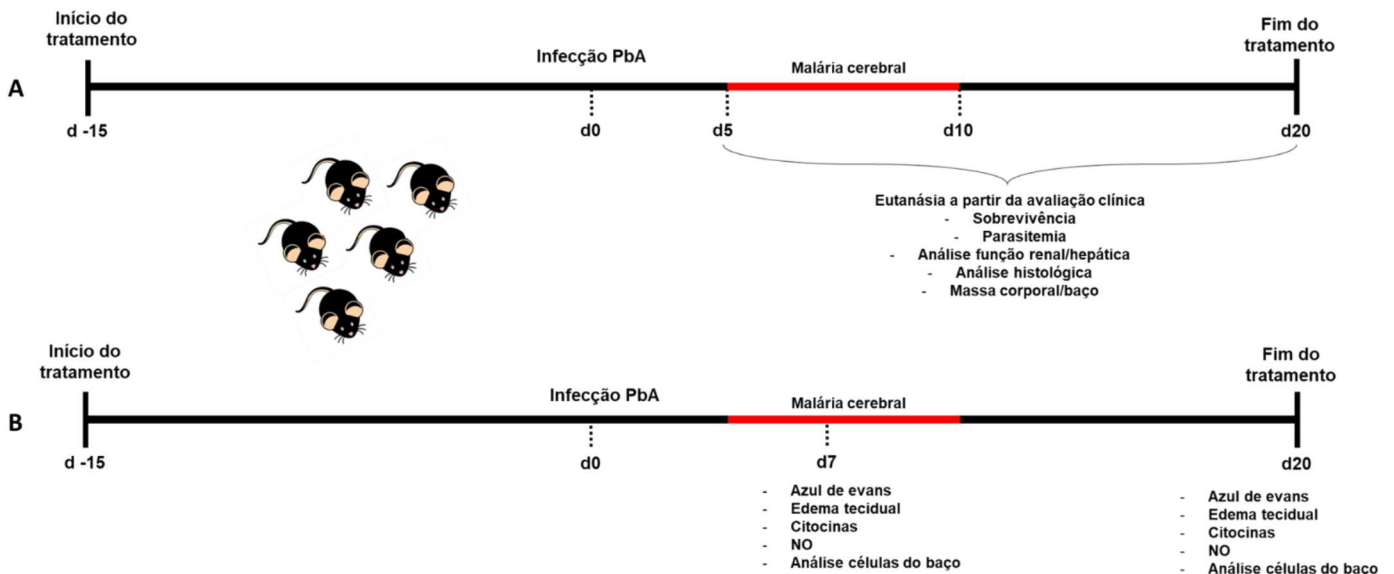 Início do
tratamento
Fim do
tratamento
Infecção PbA
Malária cerebral
A
d -15
d0
d5
d10
d20
Eutanásia a partir da avaliação clínica
- Sobrevivência
- Parasitemia
- Análise função renal/hepática
- Análise histológica
- Massa corporal/baço
Início do
tratamento
Fim do
tratamento
Infecção PbA
Malária cerebral
B
d -15
d0
d7
d20
- Azul de evans
- Edema tecidual
- Citocinas
- NO
- Análise células do baço
- Azul de evans
- Edema tecidual
- Citocinas
- NO
- Análise células do baço